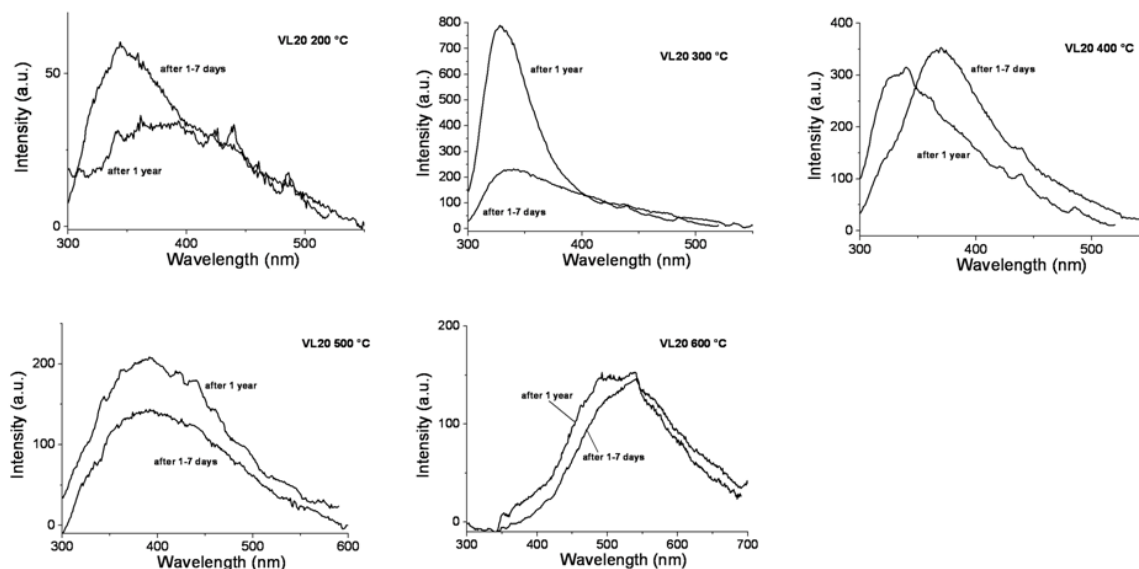 VL20 200 °C
after 1-7 days
after 1 year
50
0
300
400
500
Intensity (a.u.)
Wavelength (nm)
VL20 300 °C
after 1 year
after 1-7 days
800
700
600
500
400
300
200
100
0
300
400
500
Intensity (a.u.)
Wavelength (nm)
VL20 400 °C
after 1-7 days
after 1 year
400
300
200
100
0
300
400
500
Intensity (a.u.)
Wavelength (nm)
VL20 500 °C
after 1 year
after 1-7 days
200
100
0
300
400
500
600
Intensity (a.u.)
Wavelength (nm)
VL20 600 °C
after 1 year
after 1-7 days
200
100
0
300
400
500
600
700
Intensity (a.u.)
Wavelength (nm)